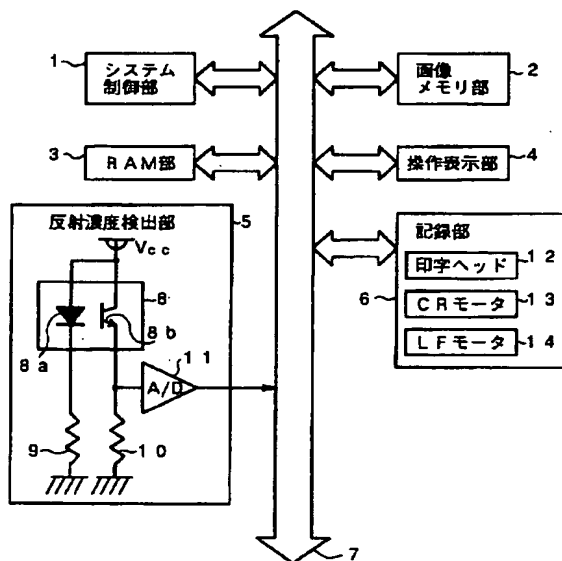 1
システム
制御部
画像
メモリ部
2
3
RAM部
操作表示部
4
反射濃度検出部
5
Vcc
8
8a
8b
11
A/D
9
10
記録部
6
印字ヘッド
12
CRモータ
13
LFモータ
14
7